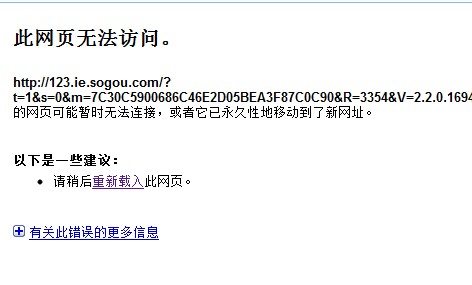 此网页无法访问。
http://123.ie.sogou.com/?
t=1&s=0&m=7C30C5900686C46E2D05BEA3F87C0C90&R=3354&V=2.2.0.1694
的网页可能暂时无法连接，或者它已永久性地移动到了新网址。
以下是一些建议：
• 请稍后重新载入此网页。
有关此错误的更多信息